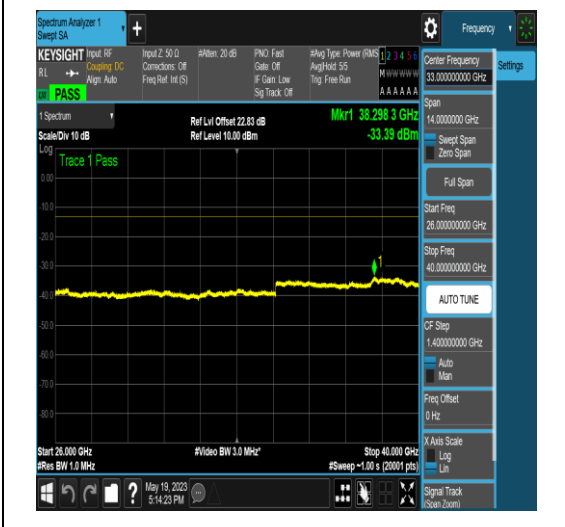 Spectrum Analyzer 1
Swept SA
+
Frequency
KEYSIGHT
RL
Input: RF
Coupling: DC
Align: Auto
Input Z: 50 Ω
Corrections: Off
Freq Ref: Int (S)
#Atten: 20 dB
PNO: Fast
Gate: Off
IF Gain: Low
Sig Track: Off
#Avg Type: Power (RMS
Avg|Hold: 5/5
Trig: Free Run
1 2 3 4 5 6
M W W W W W
A A A A A A
PASS
1 Spectrum
Scale/Div 10 dB
Ref Lvl Offset 22.83 dB
Ref Level 10.00 dBm
Mkr1 38.298 3 GHz
-33.39 dBm
Log
Trace 1 Pass
0.00
-10.0
-20.0
-30.0
-40.0
-50.0
-60.0
-70.0
-80.0
1
Start 26.000 GHz
#Res BW 1.0 MHz
#Video BW 3.0 MHz*
Stop 40.000 GHz
#Sweep ~1.00 s (20001 pts)
Center Frequency
33.000000000 GHz
Settings
Span
14.0000000 GHz
Swept Span
Zero Span
Full Span
Start Freq
26.000000000 GHz
Stop Freq
40.000000000 GHz
AUTO TUNE
CF Step
1.400000000 GHz
Auto
Man
Freq Offset
0 Hz
X Axis Scale
Log
Lin
Signal Track
(Span Zoom)
?
May 19, 2023
5:14:23 PM